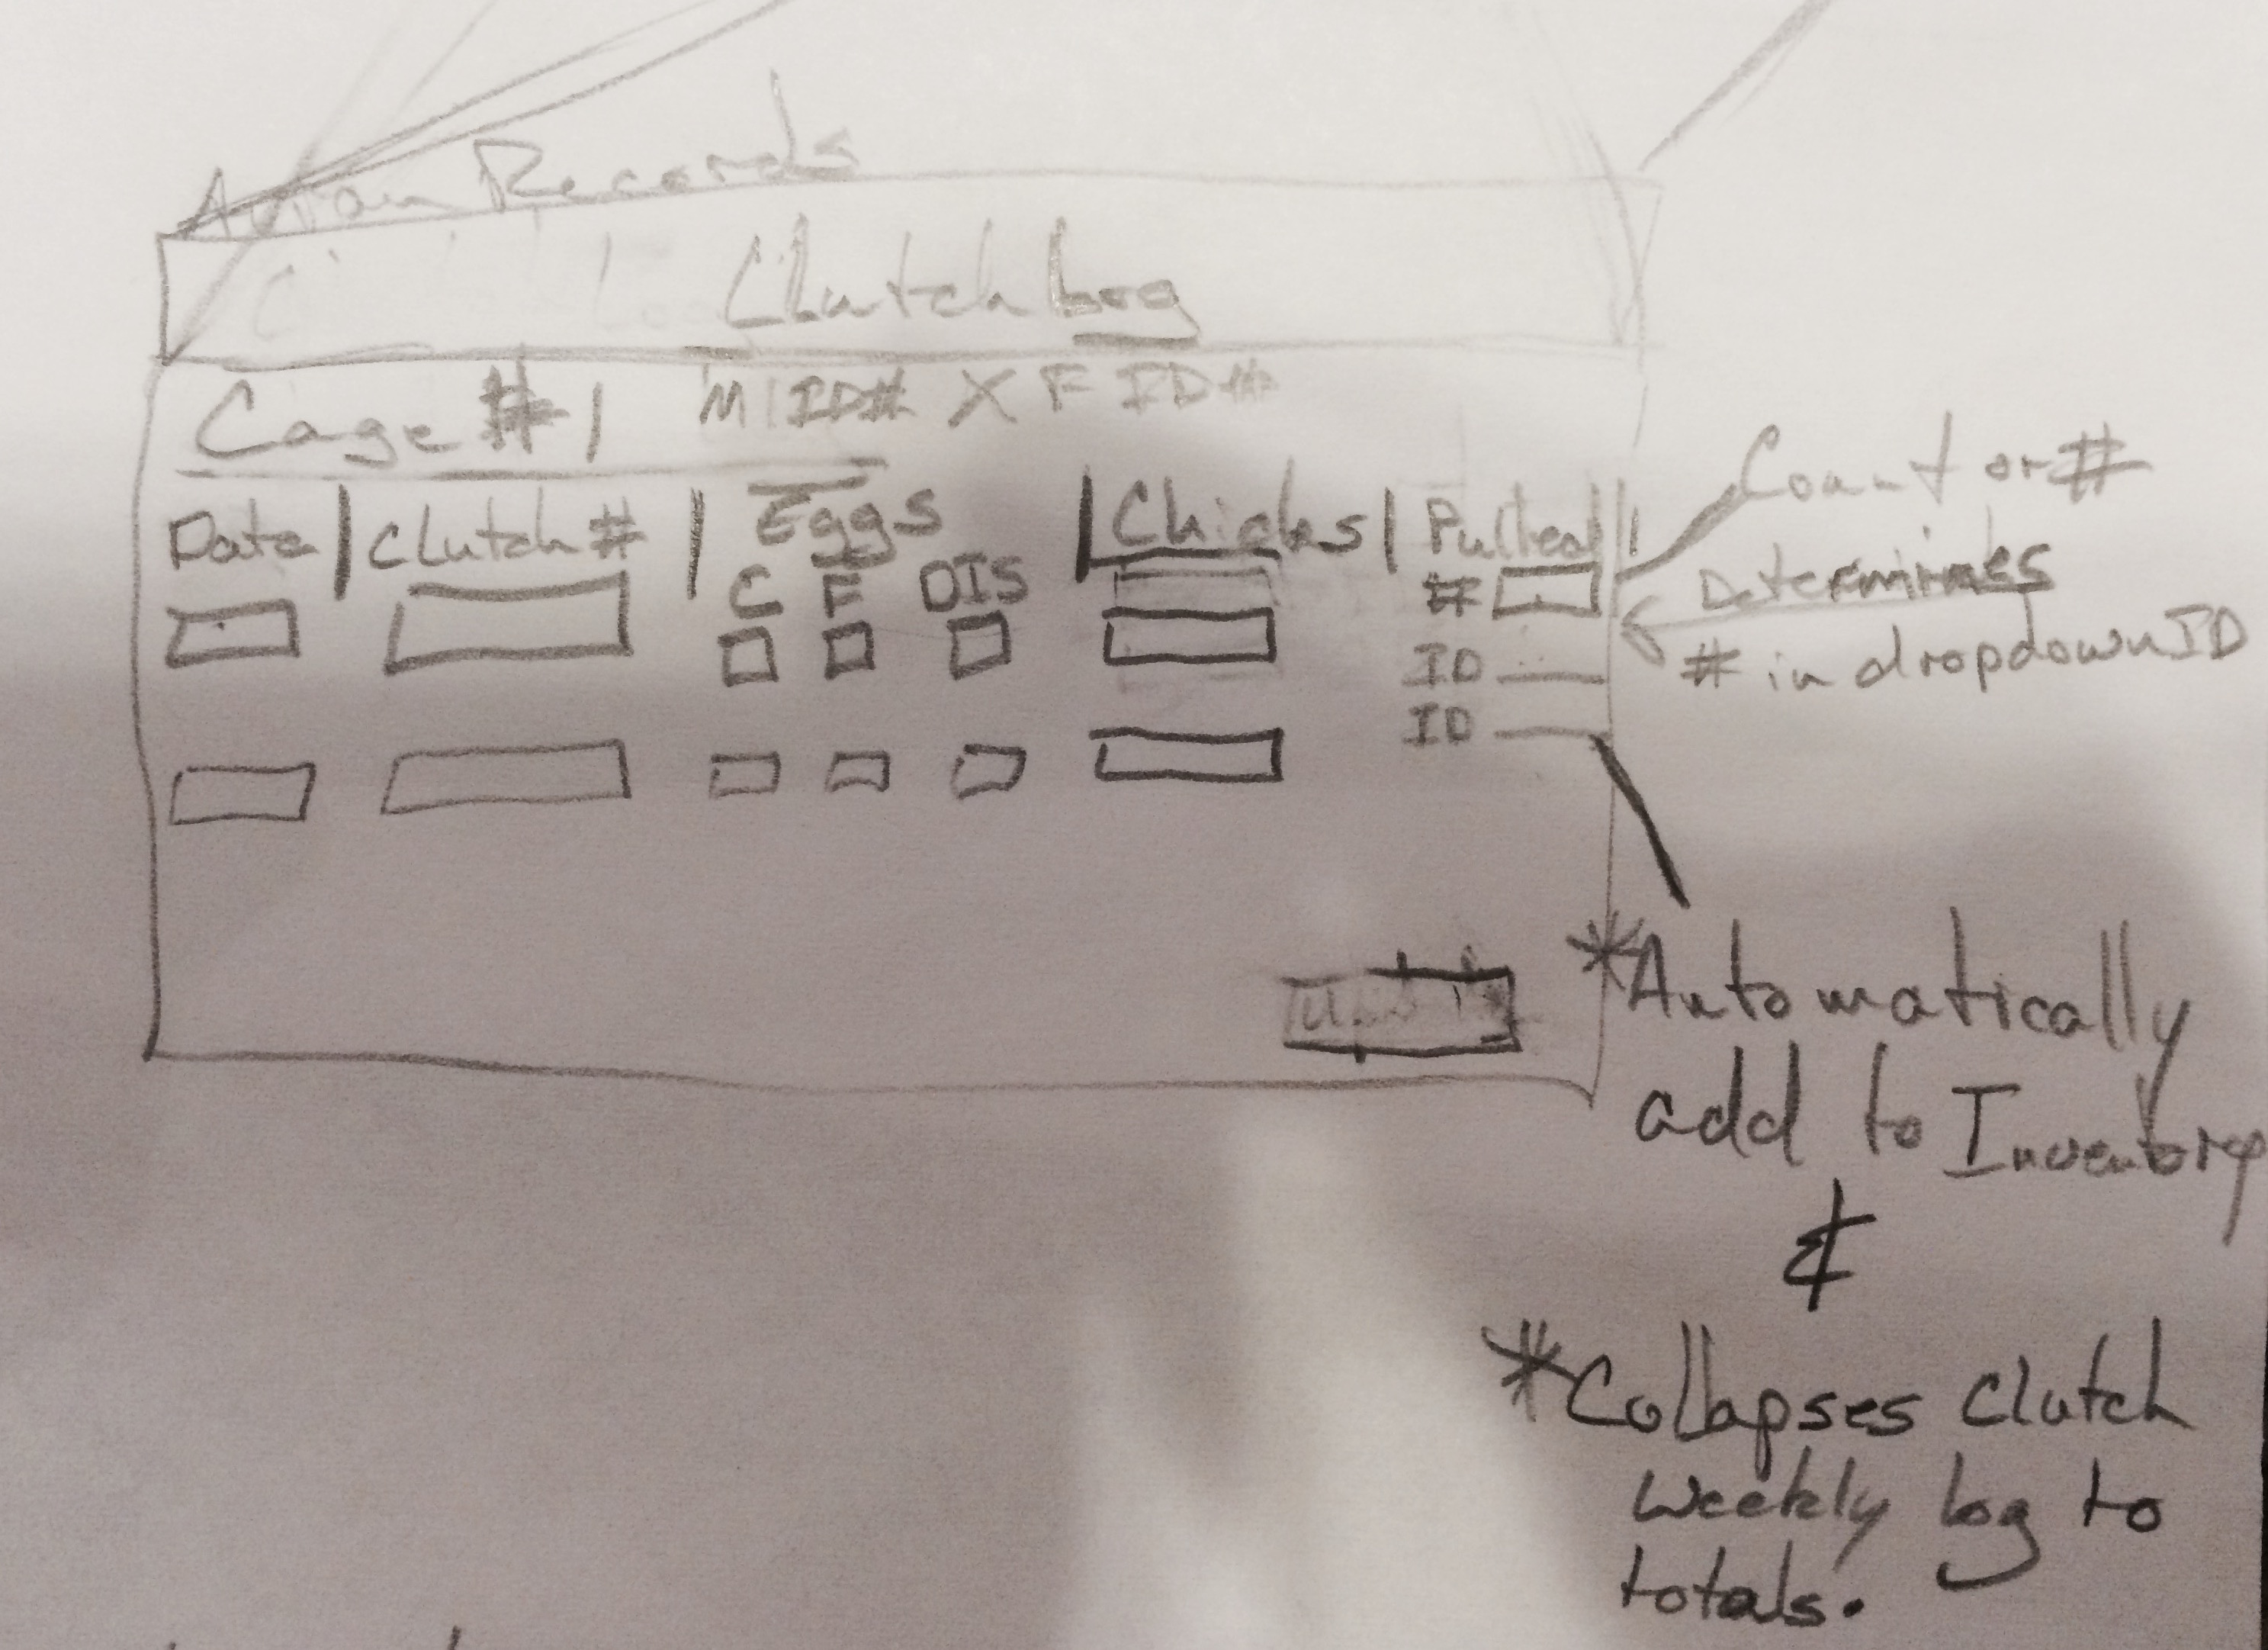 Avian Records
Clutch Log
Cage #1 M ID# X F ID#
Date | Clutch # | Eggs | Chicks | Pulled |
C F DIS #
ID
ID
Count or #
Determines
# in dropdown ID
*Automatically
add to Inventory
&
*Collapses Clutch
Weekly log to
totals.